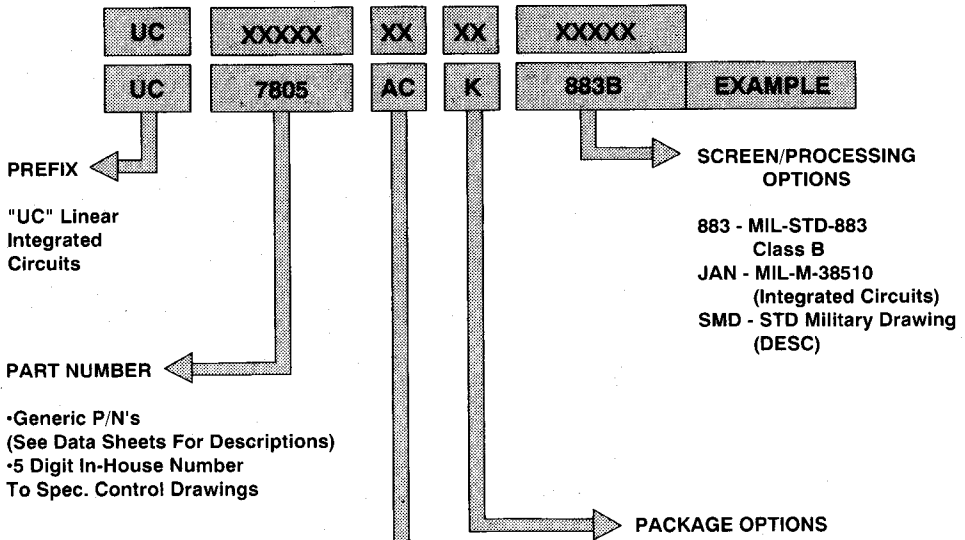 UC XXXXX XX XX XXXXX
UC 7805 AC K 883B EXAMPLE
PREFIX
"UC" Linear
Integrated
Circuits
SCREEN/PROCESSING
OPTIONS
883 - MIL-STD-883
Class B
JAN - MIL-M-38510
(Integrated Circuits)
SMD - STD Military Drawing
(DESC)
PART NUMBER
•Generic P/N's
(See Data Sheets For Descriptions)
•5 Digit In-House Number
To Spec. Control Drawings
PACKAGE OPTIONS